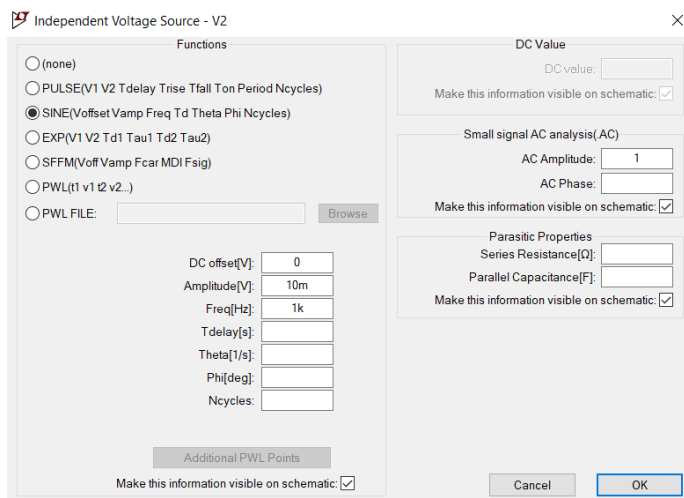 Independent Voltage Source - V2
Functions
(none)
PULSE(V1 V2 Tdelay Trise Tfall Ton Period Ncycles)
SINE(Voffset Vamp Freq Td Theta Phi Ncycles)
EXP(V1 V2 Td1 Tau1 Td2 Tau2)
SFFM(Voff Vamp Fcar MDI Fsig)
PWL(t1 v1 t2 v2...)
PWL FILE:
Browse
DC offset[V]: 0
Amplitude[V]: 10m
Freq[Hz]: 1k
Tdelay[s]:
Theta[1/s]:
Phi[deg]:
Ncycles:
Additional PWL Points
Make this information visible on schematic:
DC Value
DC value:
Make this information visible on schematic:
Small signal AC analysis(.AC)
AC Amplitude: 1
AC Phase:
Make this information visible on schematic:
Parasitic Properties
Series Resistance[Ω]:
Parallel Capacitance[F]:
Make this information visible on schematic:
Cancel
OK